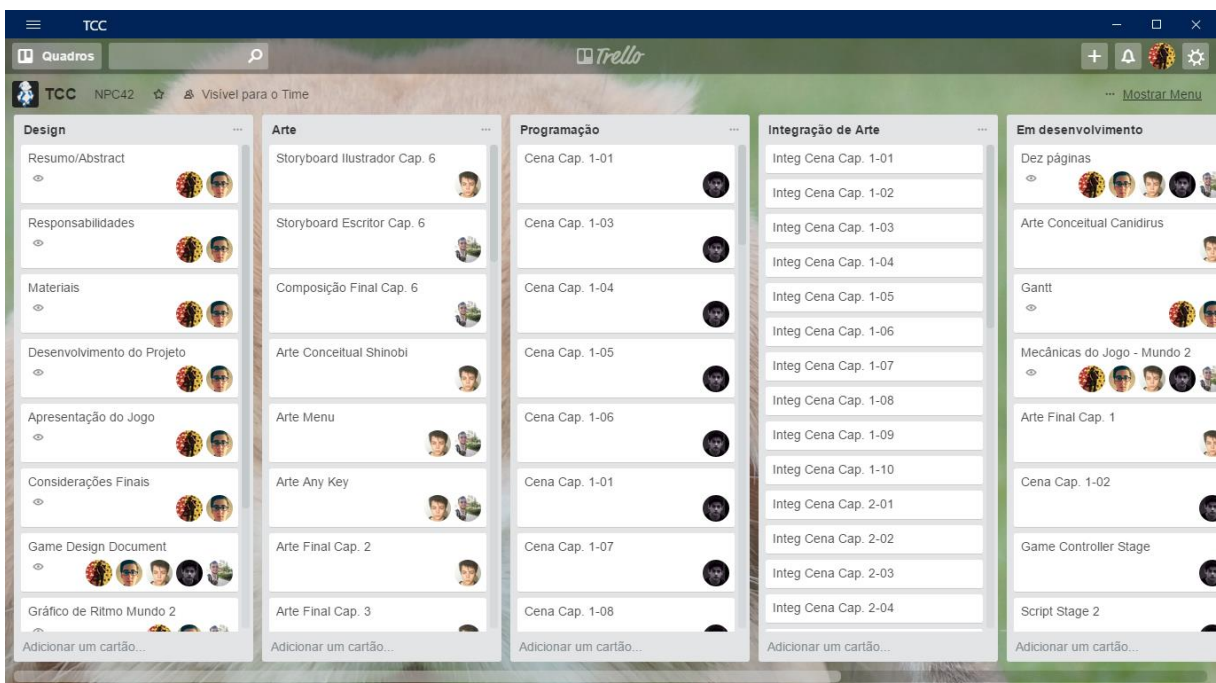 TCC
Quadros
Trello
TCC NPC42 Visível para o Time
... Mostrar Menu
Design ...
Resumo/Abstract
Responsabilidades
Materiais
Desenvolvimento do Projeto
Apresentação do Jogo
Considerações Finais
Game Design Document
Gráfico de Ritmo Mundo 2
Adicionar um cartão...
Arte ...
Storyboard Ilustrador Cap. 6
Storyboard Escritor Cap. 6
Composição Final Cap. 6
Arte Conceitual Shinobi
Arte Menu
Arte Any Key
Arte Final Cap. 2
Arte Final Cap. 3
Adicionar um cartão...
Programação ...
Cena Cap. 1-01
Cena Cap. 1-03
Cena Cap. 1-04
Cena Cap. 1-05
Cena Cap. 1-06
Cena Cap. 1-01
Cena Cap. 1-07
Cena Cap. 1-08
Adicionar um cartão...
Integração de Arte ...
Integ Cena Cap. 1-01
Integ Cena Cap. 1-02
Integ Cena Cap. 1-03
Integ Cena Cap. 1-04
Integ Cena Cap. 1-05
Integ Cena Cap. 1-06
Integ Cena Cap. 1-07
Integ Cena Cap. 1-08
Integ Cena Cap. 1-09
Integ Cena Cap. 1-10
Integ Cena Cap. 2-01
Integ Cena Cap. 2-02
Integ Cena Cap. 2-03
Integ Cena Cap. 2-04
Adicionar um cartão...
Em desenvolvimento
Dez páginas
Arte Conceitual Canidirus
Gantt
Mecânicas do Jogo - Mundo 2
Arte Final Cap. 1
Cena Cap. 1-02
Game Controller Stage
Script Stage 2
Adicionar um cartão...